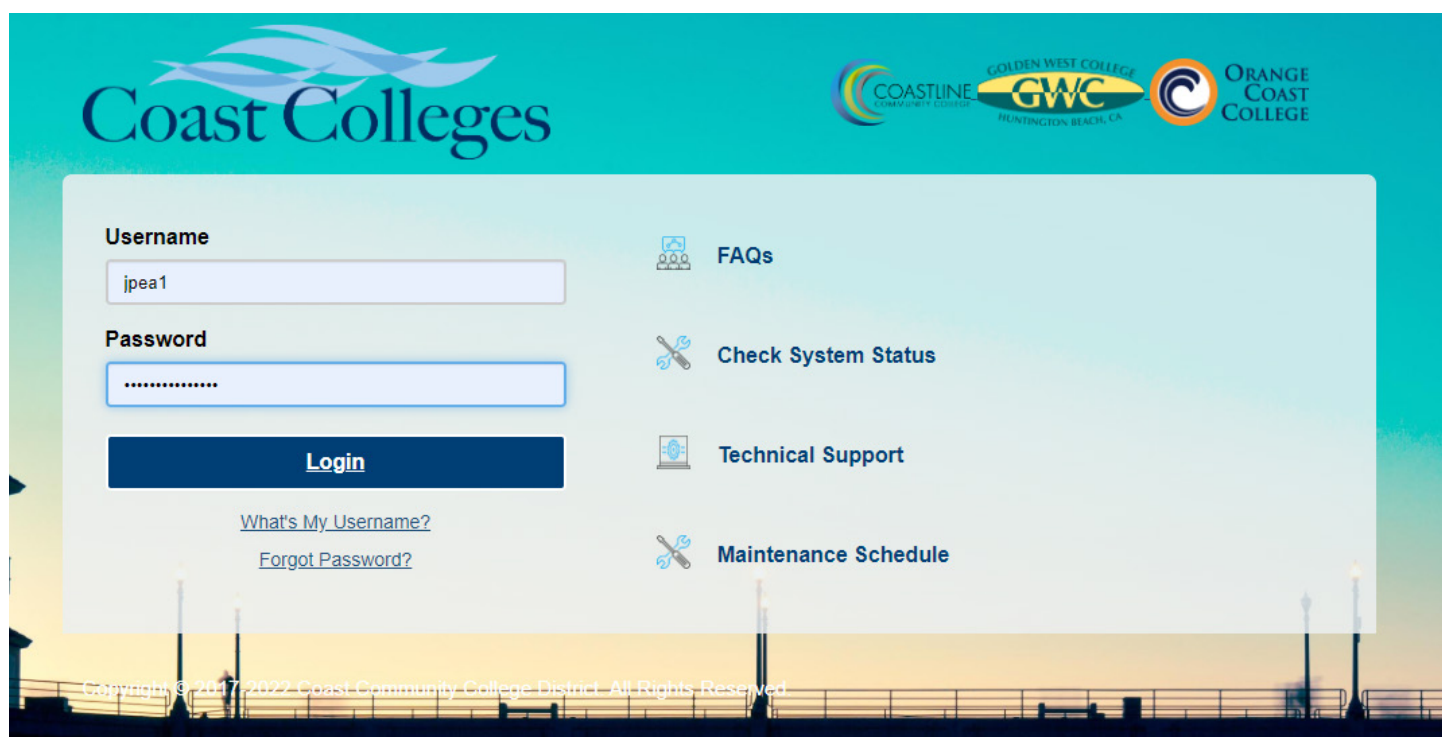 Coast Colleges
COASTLINE
COMMUNITY COLLEGE
GOLDEN WEST COLLEGE
GWC
HUNTINGTON BEACH, CA
ORANGE
COAST
COLLEGE
Username
jpea1
Password
•••••••••••••••
Login
What's My Username?
Forgot Password?
FAQs
Check System Status
Technical Support
Maintenance Schedule
Copyright © 2017-2022 Coast Community College District. All Rights Reserved.